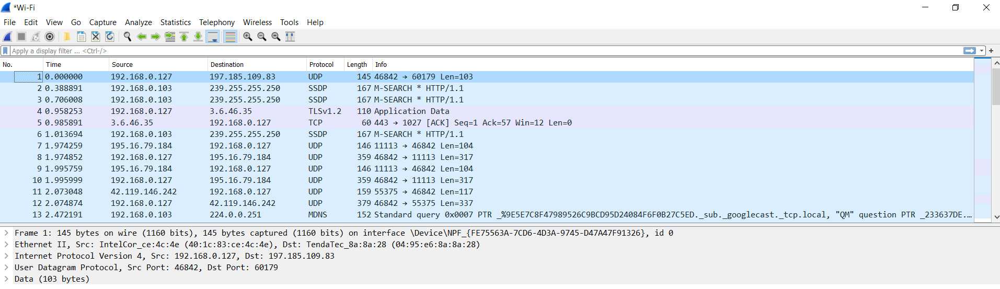 *Wi-Fi
File Edit View Go Capture Analyze Statistics Telephony Wireless Tools Help
Apply a display filter ... <Ctrl-/>
No. Time Source Destination Protocol Length Info
1 0.000000 192.168.0.127 197.185.109.83 UDP 145 46842 → 60179 Len=103
2 0.388891 192.168.0.103 239.255.255.250 SSDP 167 M-SEARCH * HTTP/1.1
3 0.706008 192.168.0.103 239.255.255.250 SSDP 167 M-SEARCH * HTTP/1.1
4 0.958253 192.168.0.127 3.6.46.35 TLSv1.2 110 Application Data
5 0.985891 3.6.46.35 192.168.0.127 TCP 60 443 → 1027 [ACK] Seq=1 Ack=57 Win=12 Len=0
6 1.013694 192.168.0.103 239.255.255.250 SSDP 167 M-SEARCH * HTTP/1.1
7 1.974259 195.16.79.184 192.168.0.127 UDP 146 11113 → 46842 Len=104
8 1.974852 192.168.0.127 195.16.79.184 UDP 359 46842 → 11113 Len=317
9 1.995759 195.16.79.184 192.168.0.127 UDP 146 11113 → 46842 Len=104
10 1.995999 192.168.0.127 195.16.79.184 UDP 359 46842 → 11113 Len=317
11 2.073048 42.119.146.242 192.168.0.127 UDP 159 55375 → 46842 Len=117
12 2.074874 192.168.0.127 42.119.146.242 UDP 379 46842 → 55375 Len=337
13 2.472191 192.168.0.103 224.0.0.251 MDNS 152 Standard query 0x0007 PTR _%9E5E7C8F47989526C9BCD95D24084F6F0B27C5ED._sub._googlecast._tcp.local, "QM" question PTR _233637DE.…
Frame 1: 145 bytes on wire (1160 bits), 145 bytes captured (1160 bits) on interface \Device\NPF_{FE75563A-7CD6-4D3A-9745-D47A47F91326}, id 0
Ethernet II, Src: IntelCor_ce:4c:4e (40:1c:83:ce:4c:4e), Dst: TendaTec_8a:8a:28 (04:95:e6:8a:8a:28)
Internet Protocol Version 4, Src: 192.168.0.127, Dst: 197.185.109.83
User Datagram Protocol, Src Port: 46842, Dst Port: 60179
Data (103 bytes)